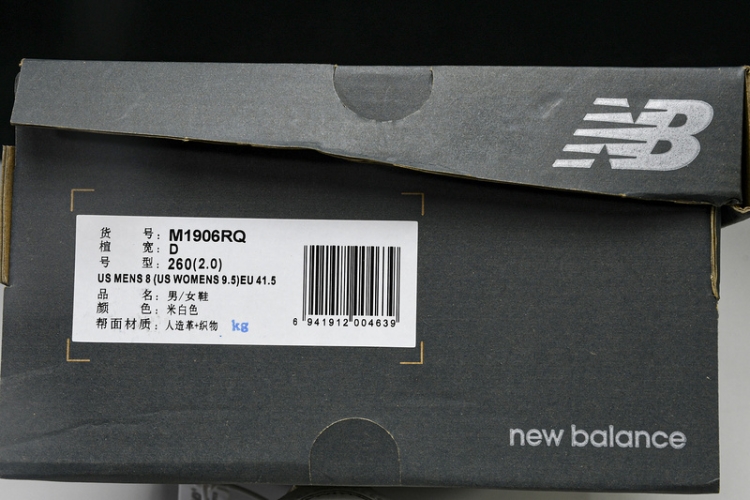 NB
货 号: M1906RQ
楦 宽: D
号 型: 260(2.0)
US MENS 8 (US WOMENS 9.5)EU 41.5
品 名: 男/女鞋
颜 色: 米白色
帮面材质: 人造革+织物 kg
6 941912 004639
new balance